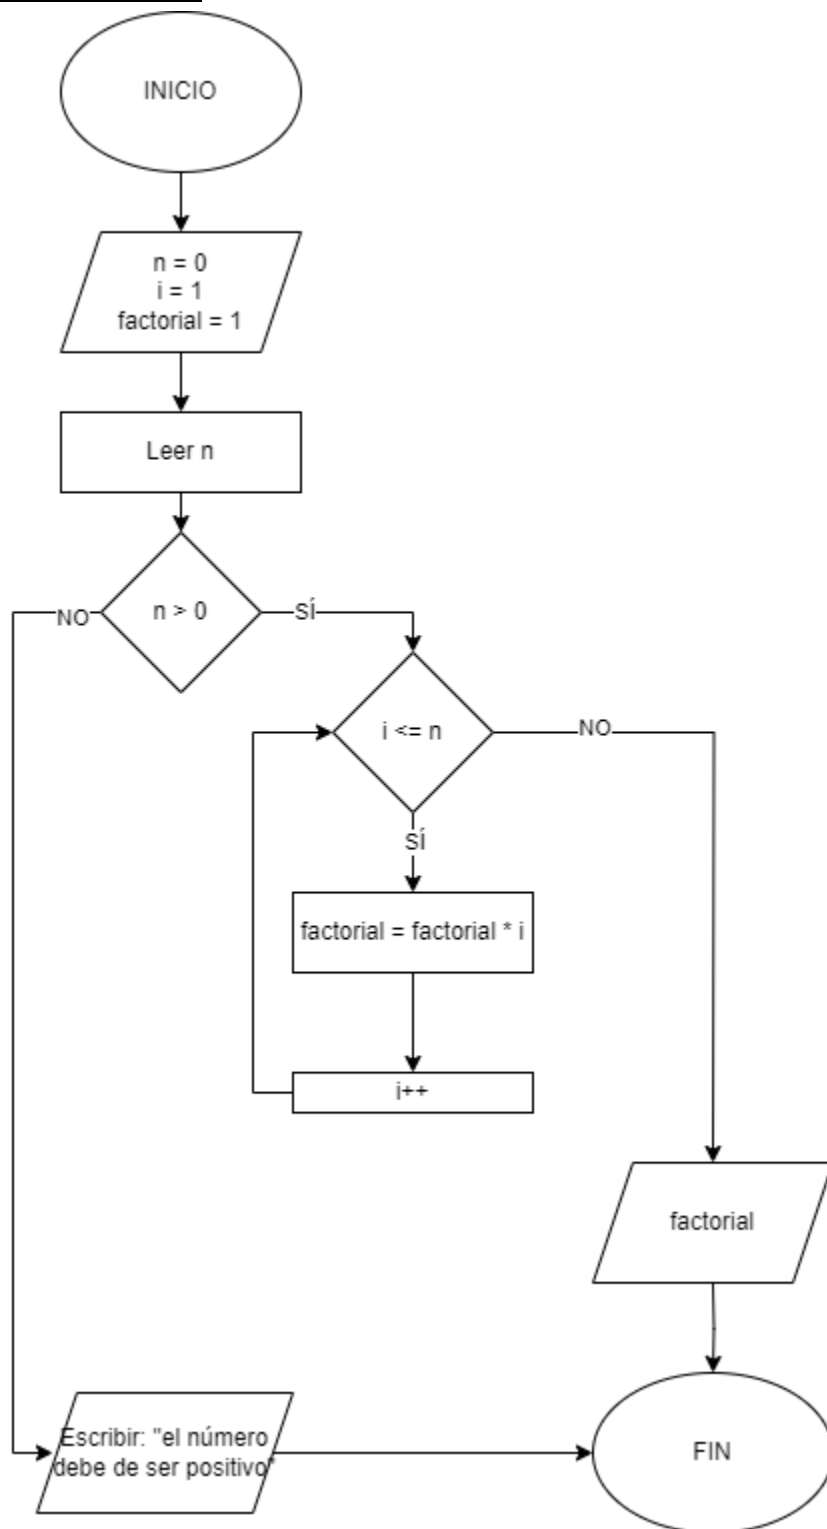 INICIO
n = 0
i = 1
factorial = 1
Leer n
n > 0
NO
SÍ
i <= n
NO
SÍ
factorial = factorial * i
i++
factorial
Escribir: "el número
debe de ser positivo"
FIN